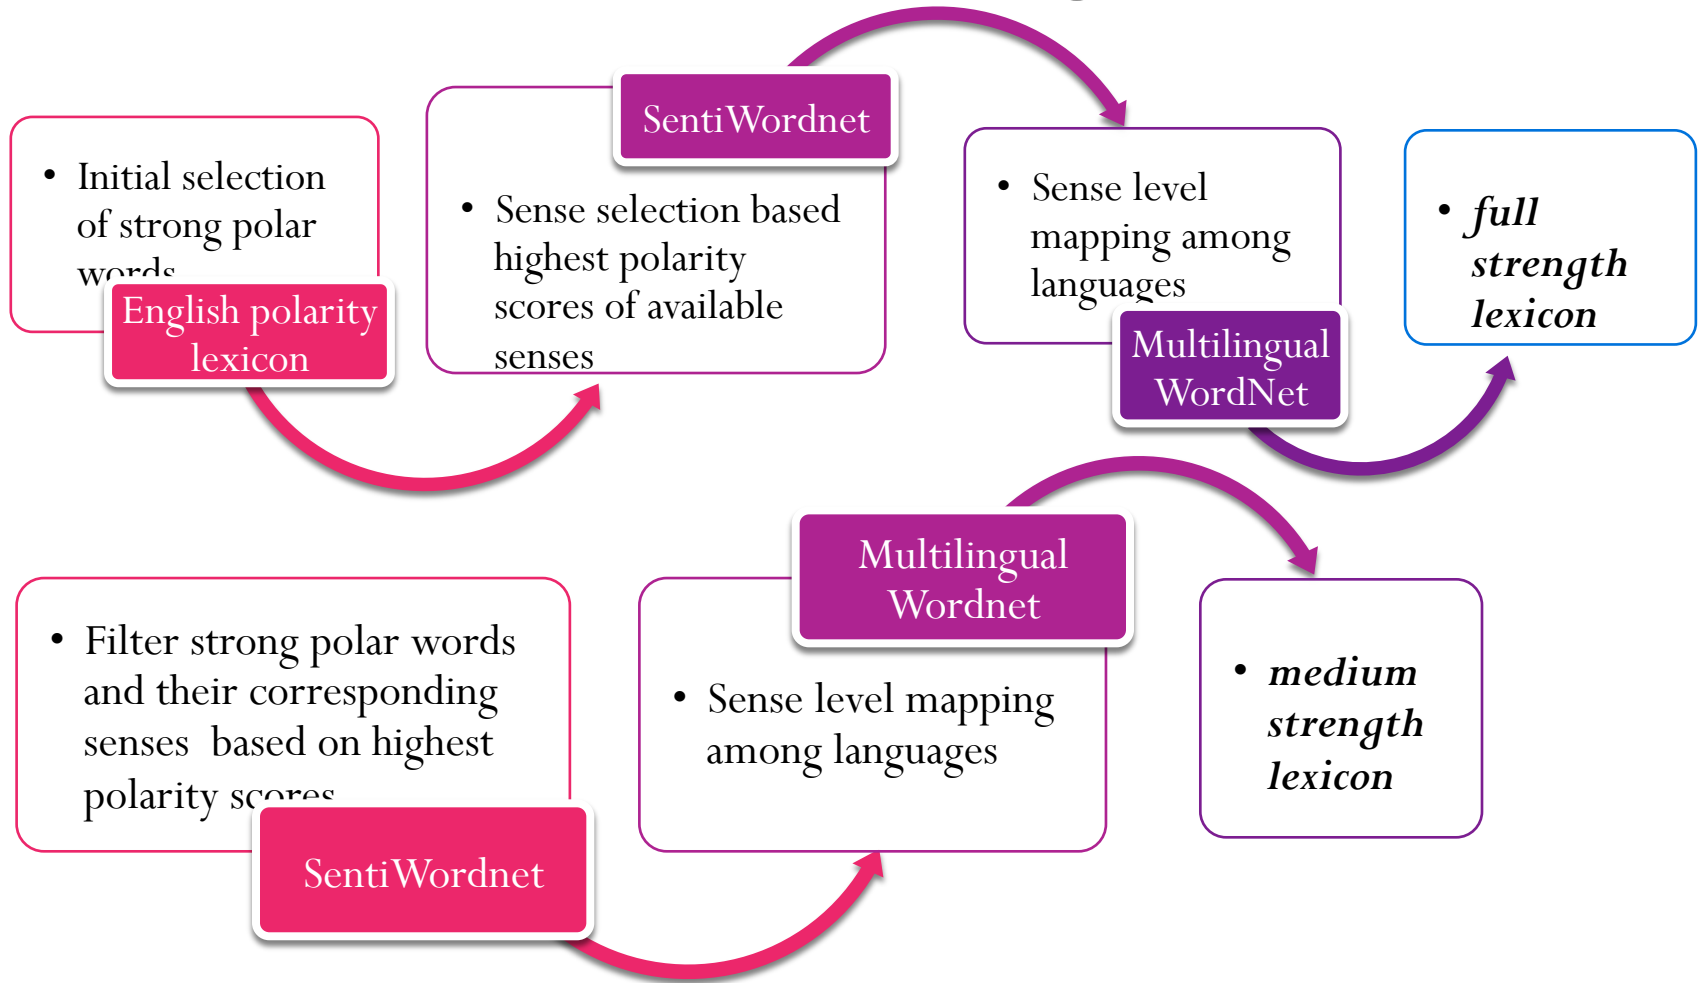 • Initial selection
of strong polar
words
English polarity
lexicon
SentiWordnet
• Sense selection based
highest polarity
scores of available
senses
• Sense level
mapping among
languages
Multilingual
WordNet
• full
strength
lexicon
• Filter strong polar words
and their corresponding
senses based on highest
polarity scores
SentiWordnet
Multilingual
Wordnet
• Sense level mapping
among languages
• medium
strength
lexicon